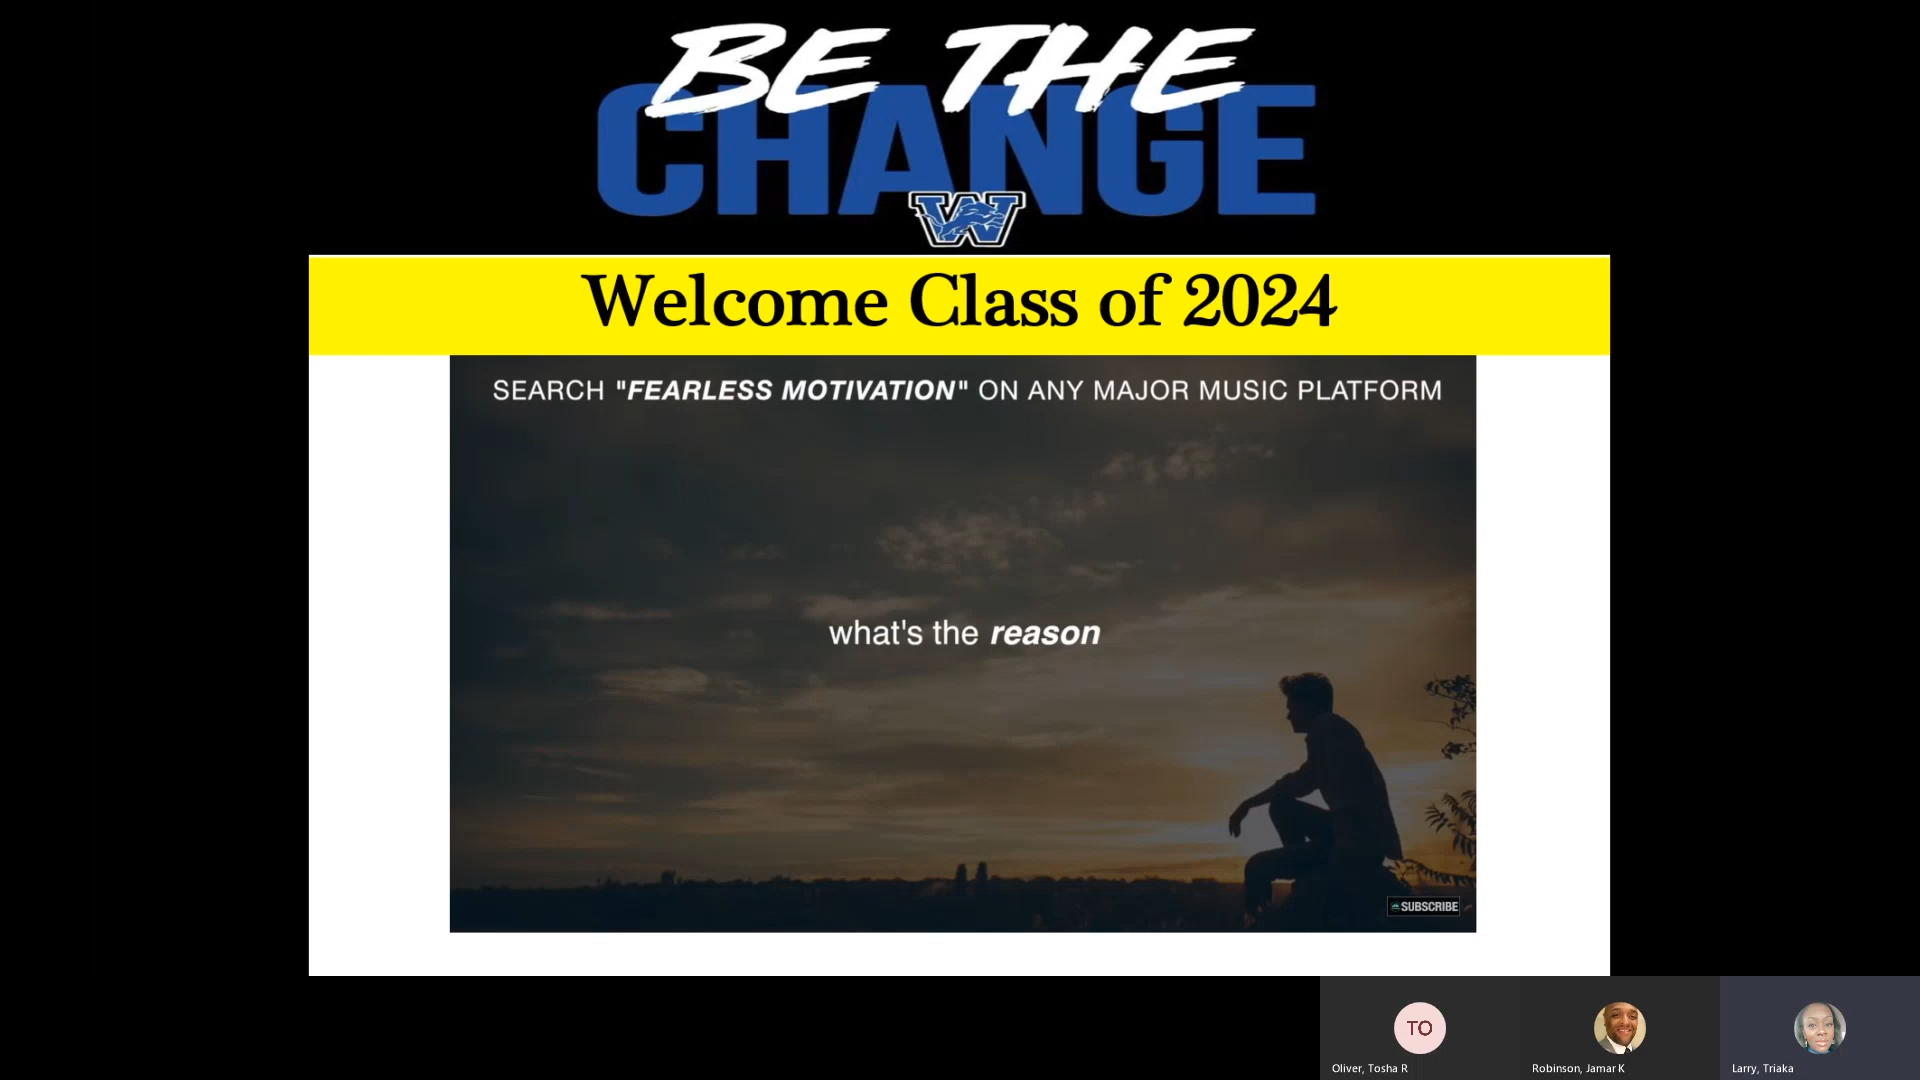 BE THE
CHANGE
W
Welcome Class of 2024
SEARCH "FEARLESS MOTIVATION" ON ANY MAJOR MUSIC PLATFORM
what's the reason
SUBSCRIBE
TO
Oliver, Tosha R
Robinson, Jamar K
Larry, Triaka